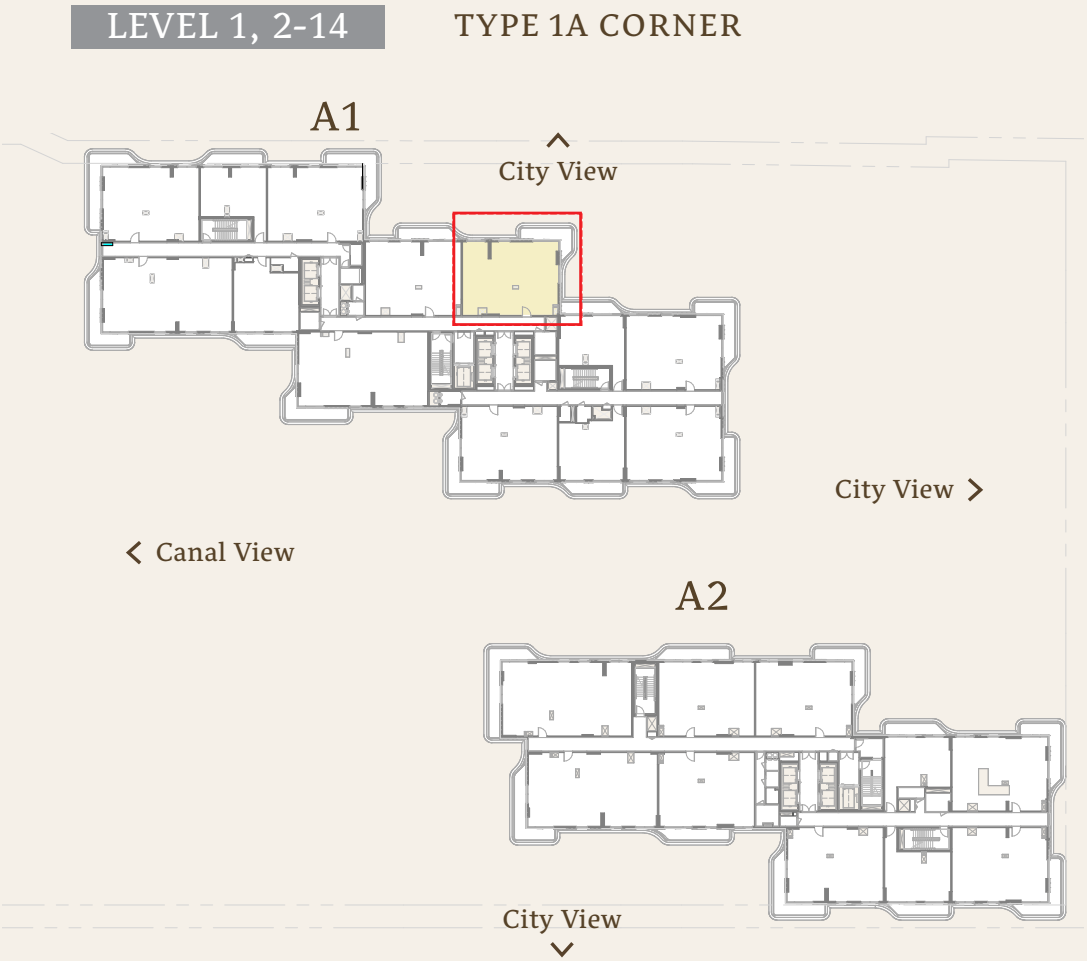 LEVEL 1, 2-14
TYPE 1A CORNER
A1
City View
City View
Canal View
A2
City View